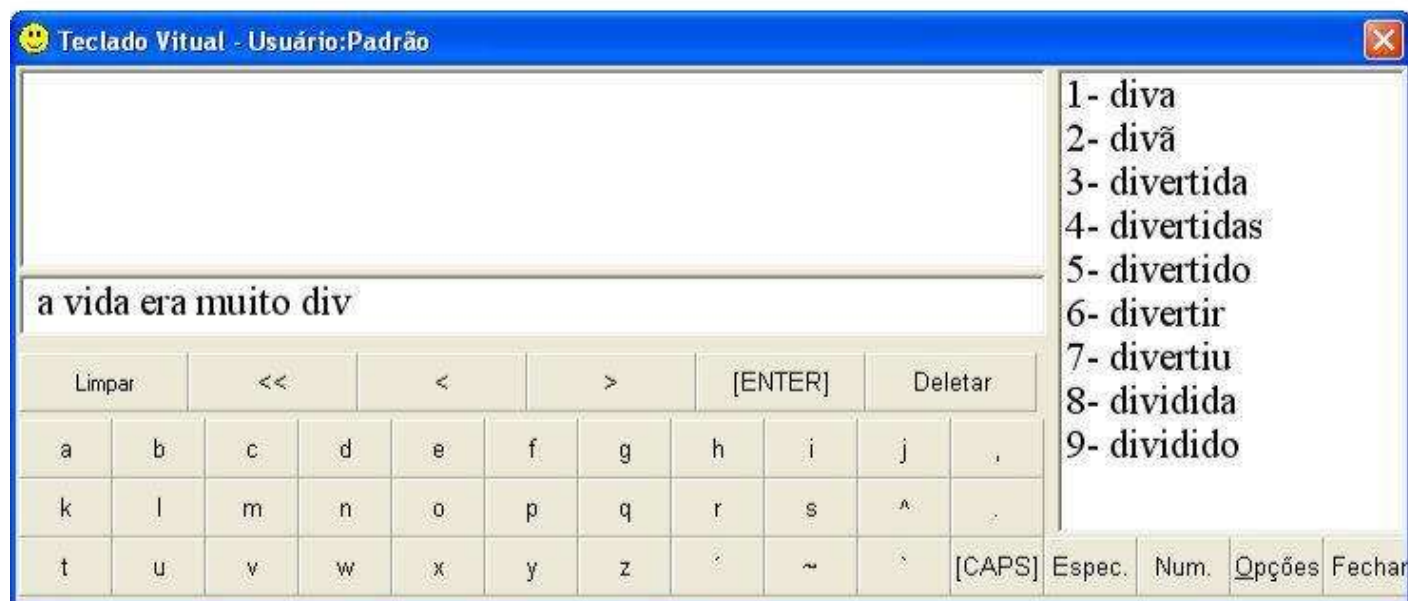 Teclado Vitual - Usuário:Padrão
a vida era muito div
1- diva
2- divã
3- divertida
4- divertidas
5- divertido
6- divertir
7- divertiu
8- dividida
9- dividido
Limpar << < > [ENTER] Deletar
a b c d e f g h i j ,
k l m n o p q r s ^ .
t u v w x y z ´ ~ ` [CAPS] Espec. Num. Opções Fechar